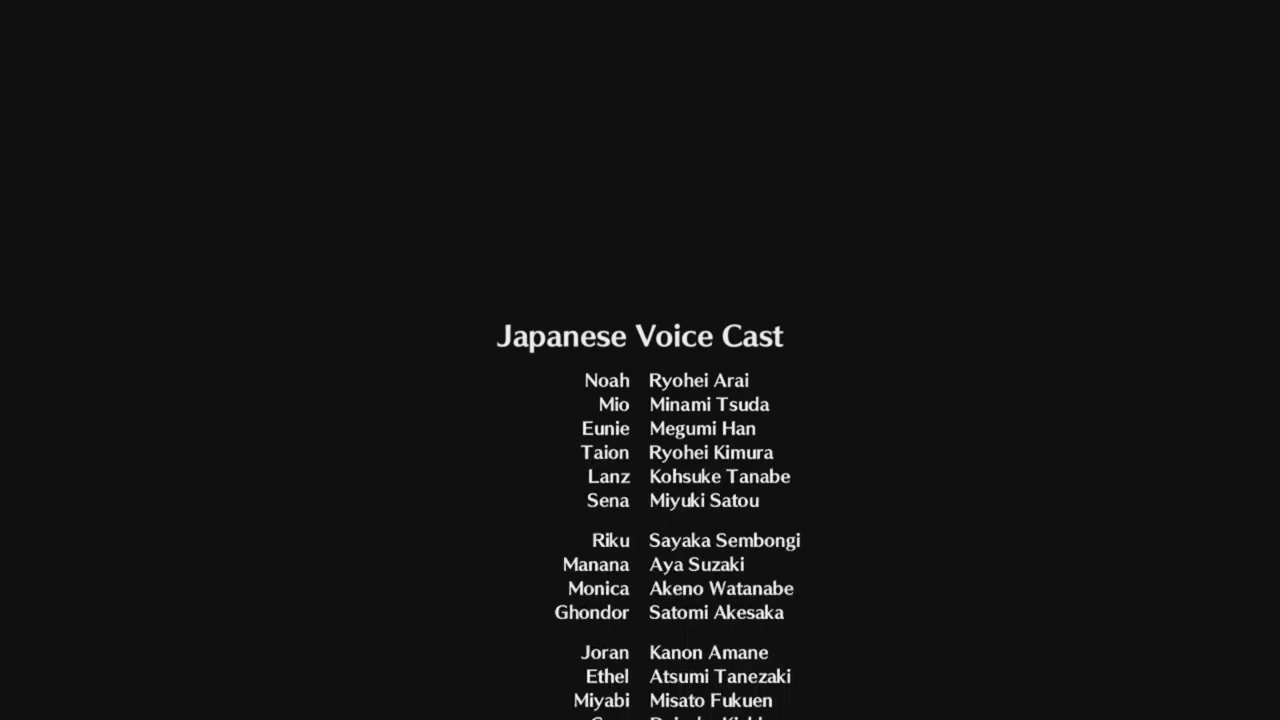 Japanese Voice Cast
Noah Ryohei Arai
Mio Minami Tsuda
Eunie Megumi Han
Taion Ryohei Kimura
Lanz Kohsuke Tanabe
Sena Miyuki Satou
Riku Sayaka Sembongi
Manana Aya Suzaki
Monica Akeno Watanabe
Ghondor Satomi Akesaka
Joran Kanon Amane
Ethel Atsumi Tanezaki
Miyabi Misato Fukuen